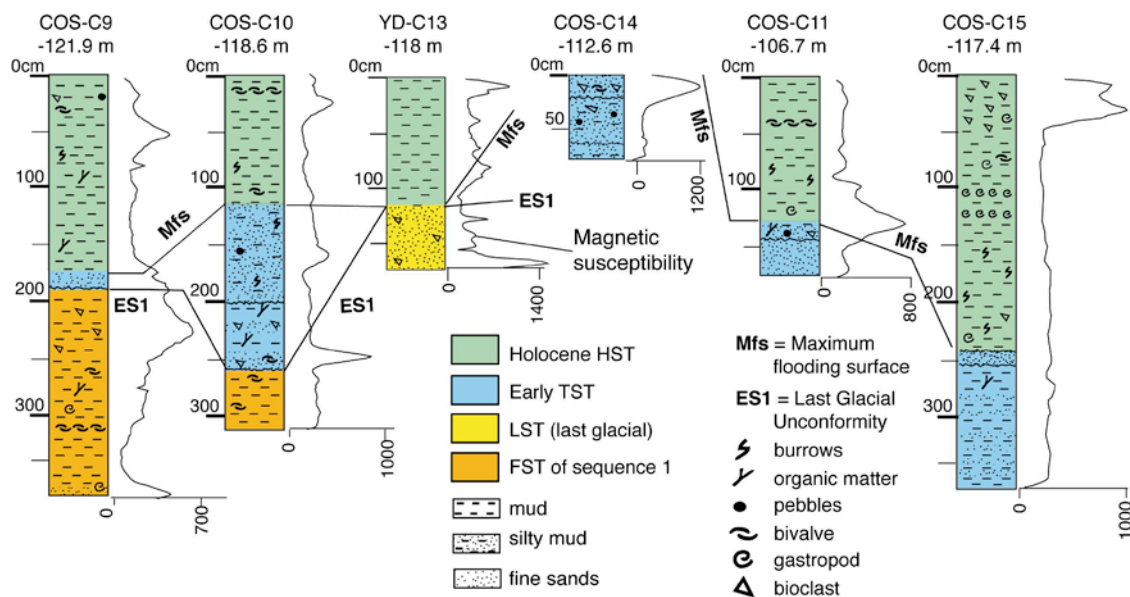 COS-C9
-121.9 m
0cm
100
200
300
0
700
COS-C10
-118.6 m
0cm
100
200
300
0
1000
YD-C13
-118 m
0cm
100
0
1400
COS-C14
-112.6 m
0cm
50
0
1200
COS-C11
-106.7 m
0cm
100
0
800
COS-C15
-117.4 m
0cm
100
200
300
0
1000
Mfs
ES1
ES1
Mfs
ES1
Mfs
Mfs
Magnetic
susceptibility
Holocene HST
Early TST
LST (last glacial)
FST of sequence 1
mud
silty mud
fine sands
Mfs = Maximum
flooding surface
ES1 = Last Glacial
Unconformity
burrows
organic matter
pebbles
bivalve
gastropod
bioclast